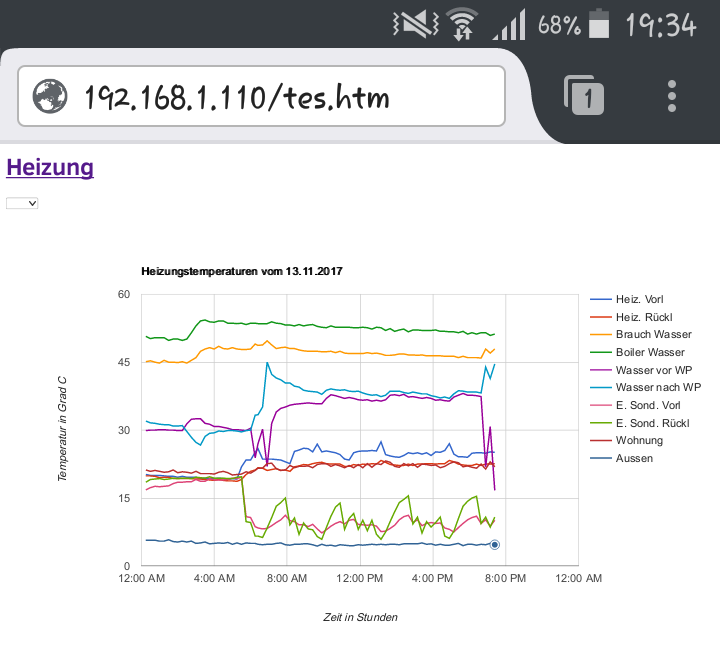 68% 19:34
192.168.1.110/tes.htm
1
Heizung
Heizungstemperaturen vom 13.11.2017
60
45
30
15
0
Temperatur in Grad C
12:00 AM 4:00 AM 8:00 AM 12:00 PM 4:00 PM 8:00 PM 12:00 AM
Zeit in Stunden
Heiz. Vorl
Heiz. Rückl
Brauch Wasser
Boiler Wasser
Wasser vor WP
Wasser nach WP
E. Sond. Vorl
E. Sond. Rückl
Wohnung
Aussen